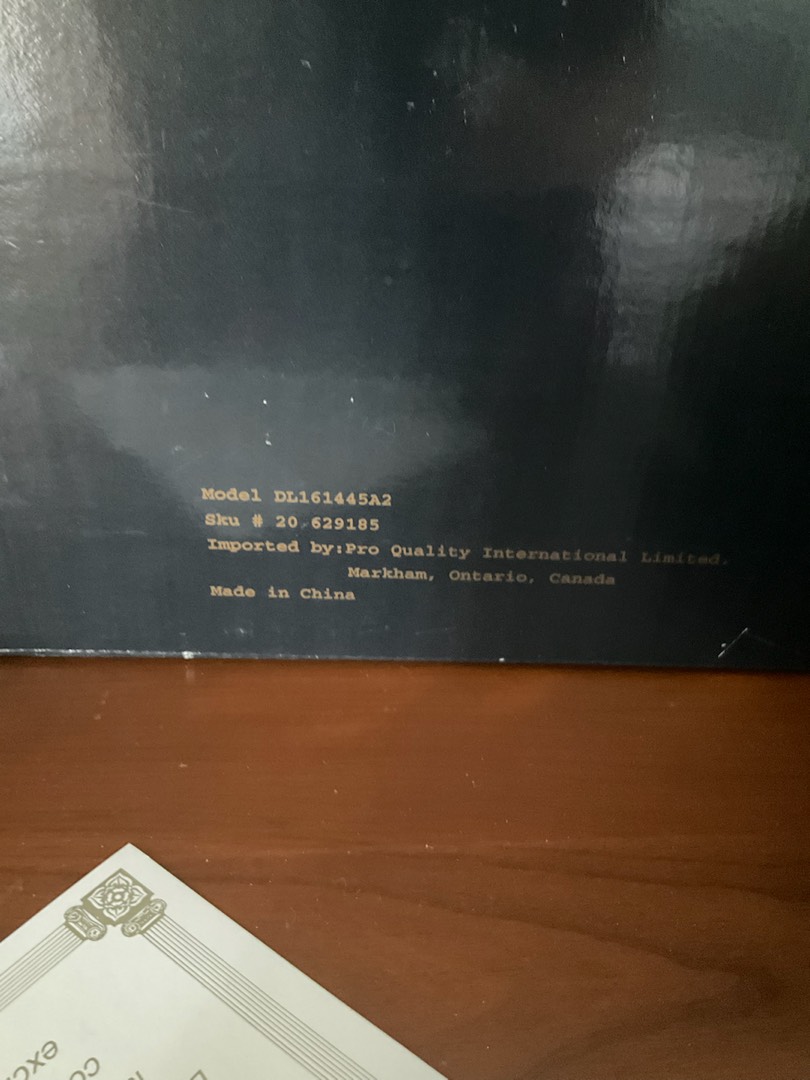 Model DL161445A2
Sku # 20 629185
Imported by:Pro Quality International Limited.
Markham, Ontario, Canada
Made in China